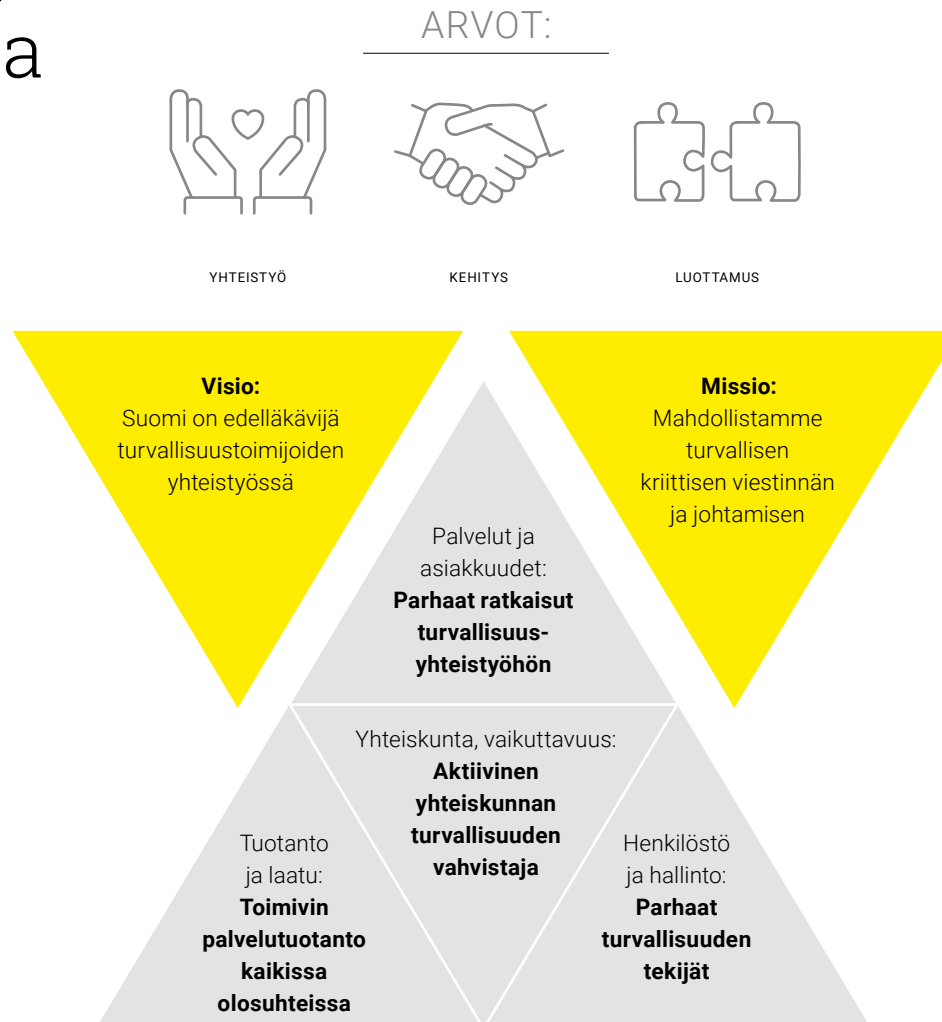 a
ARVOT:
YHTEISTYÖ
KEHITYS
LUOTTAMUS
Visio:
Suomi on edelläkävijä
turvallisuustoimijoiden
yhteistyössä
Missio:
Mahdollistamme
turvallisen
kriittisen viestinnän
ja johtamisen
Palvelut ja
asiakkuudet:
Parhaat ratkaisut
turvallisuus-
yhteistyöhön
Yhteiskunta, vaikuttavuus:
Aktiivinen
yhteiskunnan
turvallisuuden
vahvistaja
Tuotanto
ja laatu:
Toimivin
palvelutuotanto
kaikissa
olosuhteissa
Henkilöstö
ja hallinto:
Parhaat
turvallisuuden
tekijät